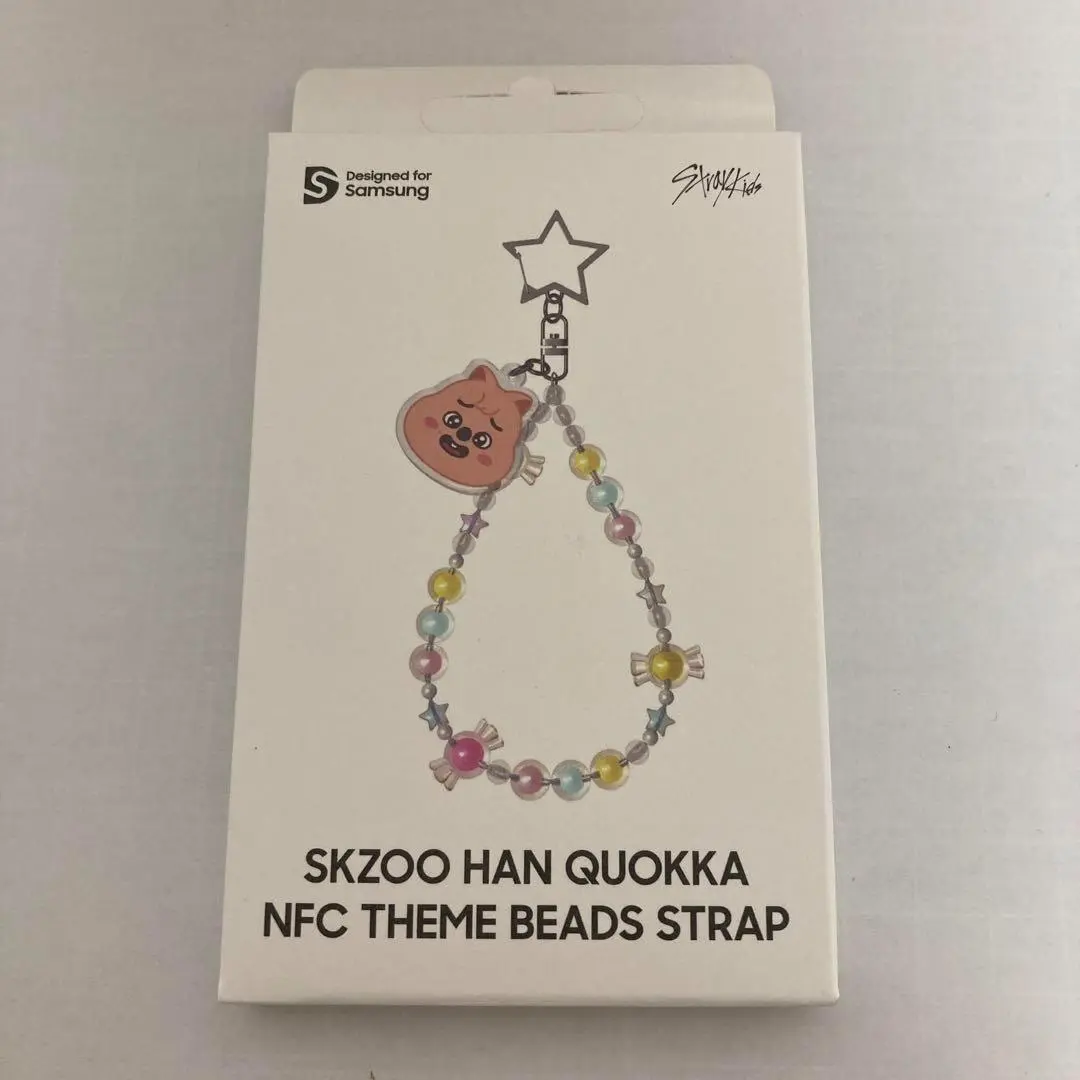 Designed for
Samsung
Stray Kids
SKZOO HAN QUOKKA
NFC THEME BEADS STRAP